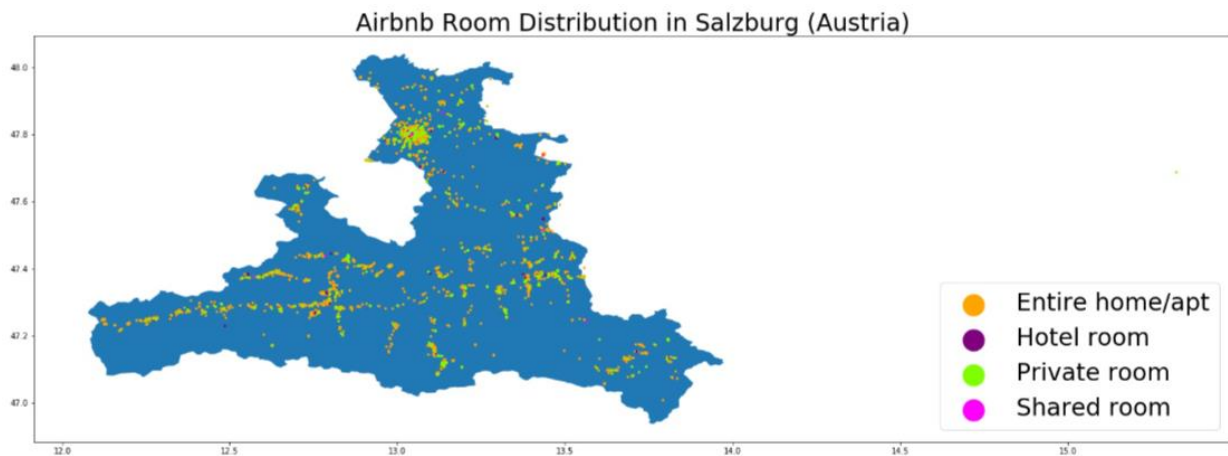 Airbnb Room Distribution in Salzburg (Austria)
48.0
47.8
47.6
47.4
47.2
47.0
Entire home/apt
Hotel room
Private room
Shared room
12.0 12.5 13.0 13.5 14.0 14.5 15.0